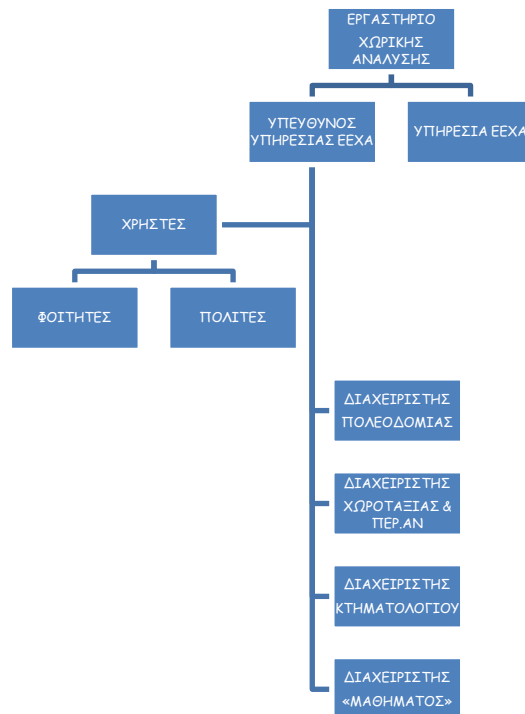 ΕΡΓΑΣΤΗΡΙΟ
ΧΩΡΙΚΗΣ
ΑΝΑΛΥΣΗΣ
ΥΠΕΥΘΥΝΟΣ
ΥΠΗΡΕΣΙΑΣ ΕΕΧΑ
ΥΠΗΡΕΣΙΑ ΕΕΧΑ
ΧΡΗΣΤΕΣ
ΦΟΙΤΗΤΕΣ
ΠΟΛΙΤΕΣ
ΔΙΑΧΕΙΡΙΣΤΗΣ
ΠΟΛΕΟΔΟΜΙΑΣ
ΔΙΑΧΕΙΡΙΣΤΗΣ
ΧΩΡΟΤΑΞΙΑΣ &
ΠΕΡ.ΑΝ
ΔΙΑΧΕΙΡΙΣΤΗΣ
ΚΤΗΜΑΤΟΛΟΓΙΟΥ
ΔΙΑΧΕΙΡΙΣΤΗΣ
«ΜΑΘΗΜΑΤΟΣ»